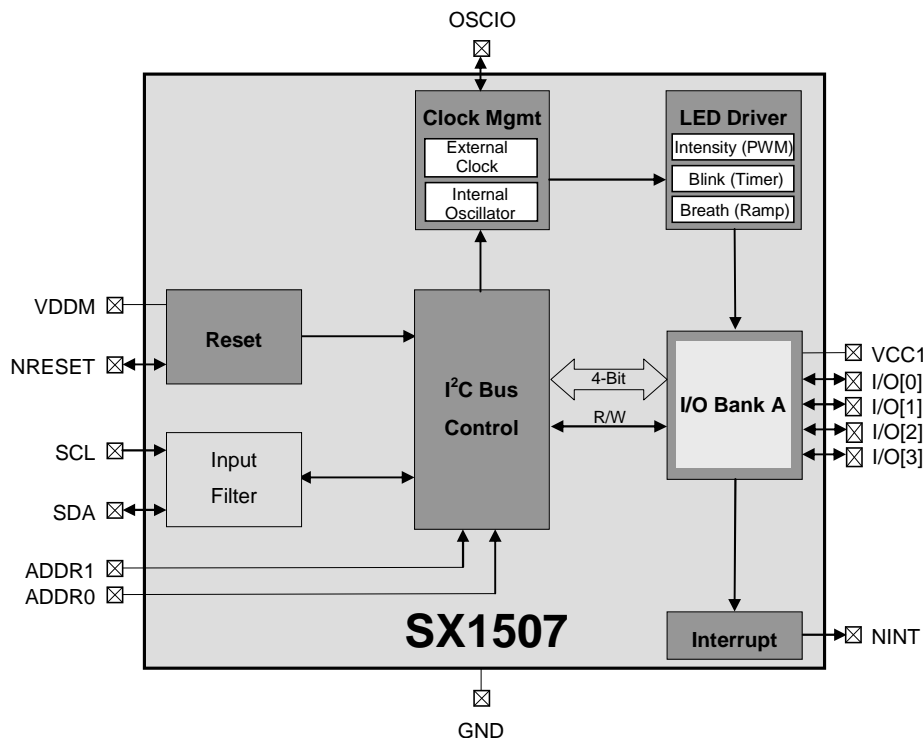 OSCIO
Clock Mgmt
External
Clock
Internal
Oscillator
LED Driver
Intensity (PWM)
Blink (Timer)
Breath (Ramp)
VDDM
NRESET
Reset
SCL
SDA
Input
Filter
ADDR1
ADDR0
I²C Bus
Control
4-Bit
R/W
I/O Bank A
VCC1
I/O[0]
I/O[1]
I/O[2]
I/O[3]
SX1507
Interrupt
NINT
GND